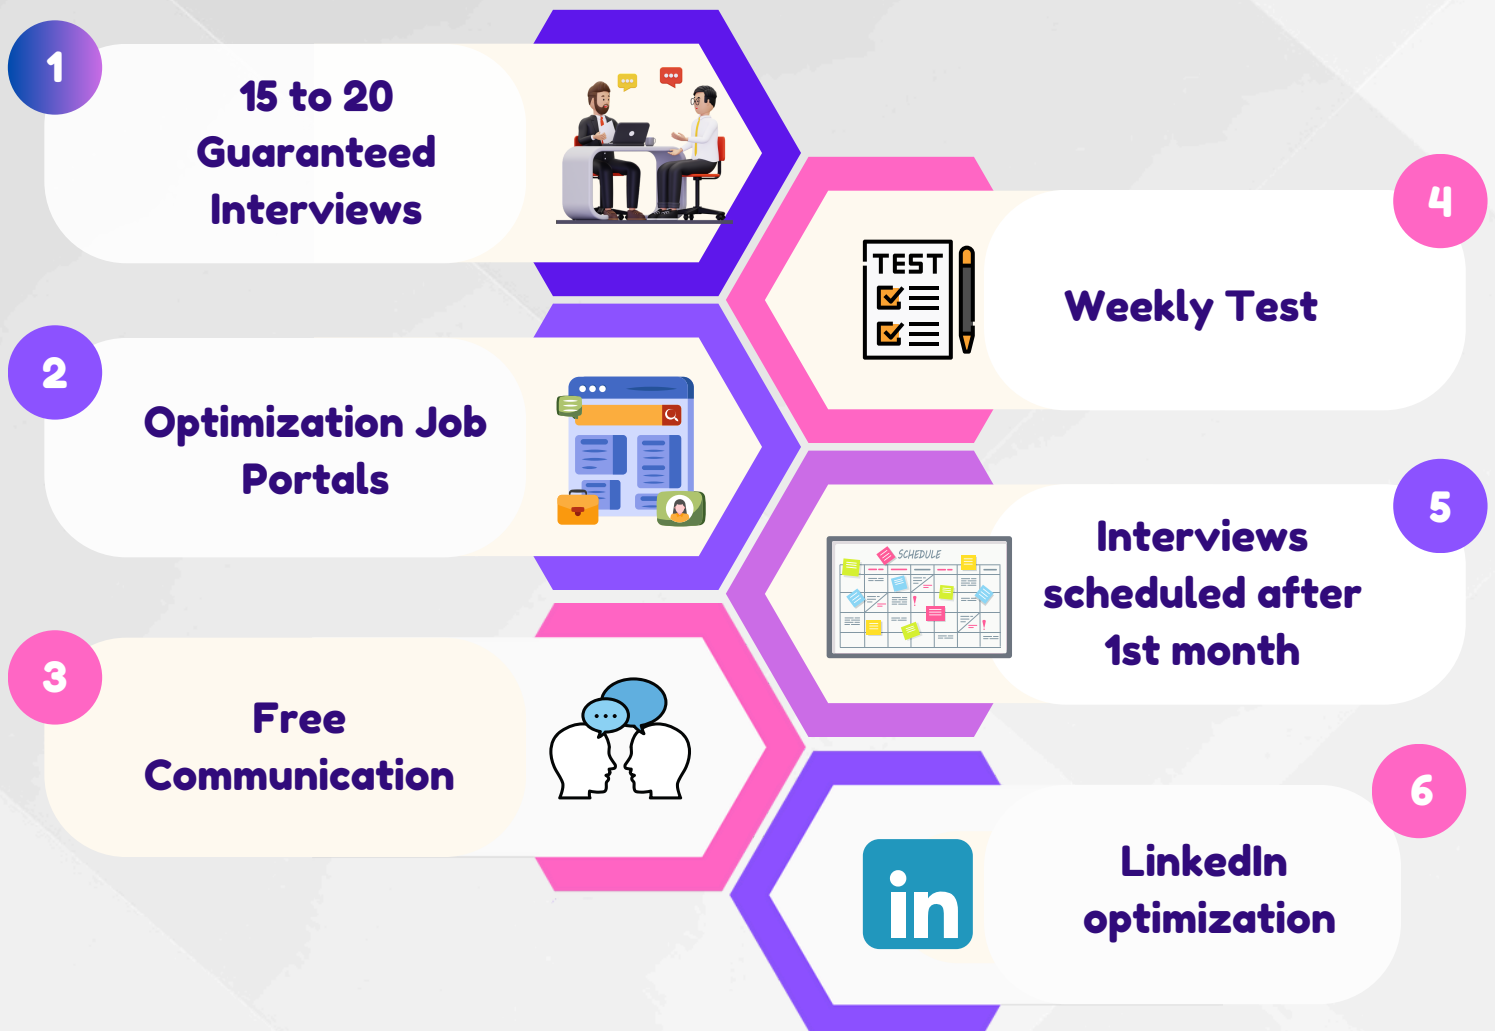 1
15 to 20
Guaranteed
Interviews
2
Optimization Job
Portals
3
Free
Communication
4
TEST
Weekly Test
5
SCHEDULE
Interviews
scheduled after
1st month
6
in
LinkedIn
optimization